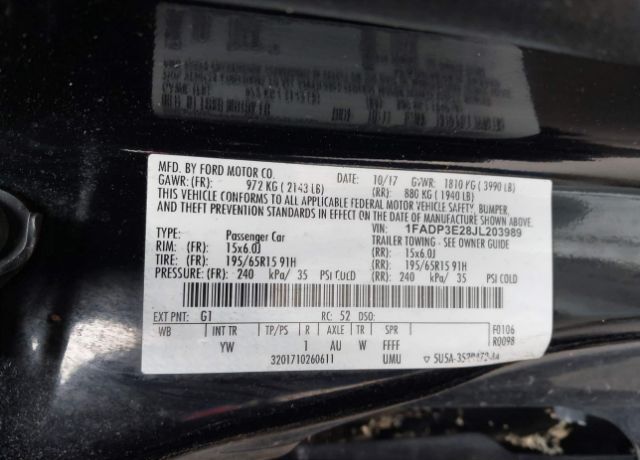 MFD. BY FORD MOTOR CO.
DATE: 10/17 GVWR: 1810 KG ( 3990 LB)
GAWR: (FR): 972 KG ( 2143 LB) (RR): 880 KG ( 1940 LB)
THIS VEHICLE CONFORMS TO ALL APPLICABLE FEDERAL MOTOR VEHICLE SAFETY, BUMPER,
AND THEFT PREVENTION STANDARDS IN EFFECT ON THE DATE OF MANUFACTURE SHOWN ABOVE.
VIN: 1FADP3E28JL203989
TYPE: Passenger Car TRAILER TOWING - SEE OWNER GUIDE
RIM: (FR): 15x6.0J (RR): 15x6.0J
TIRE: (FR): 195/65R15 91H (RR): 195/65R15 91H
PRESSURE: (FR): 240 kPa/ 35 PSI COLD (RR): 240 kPa/ 35 PSI COLD
EXT PNT: G1 RC: 52 DSO:
WB INT TR TP/PS R AXLE TR SPR F0106
YW 1 AU W FFFF R0098
3201710260611 UMU